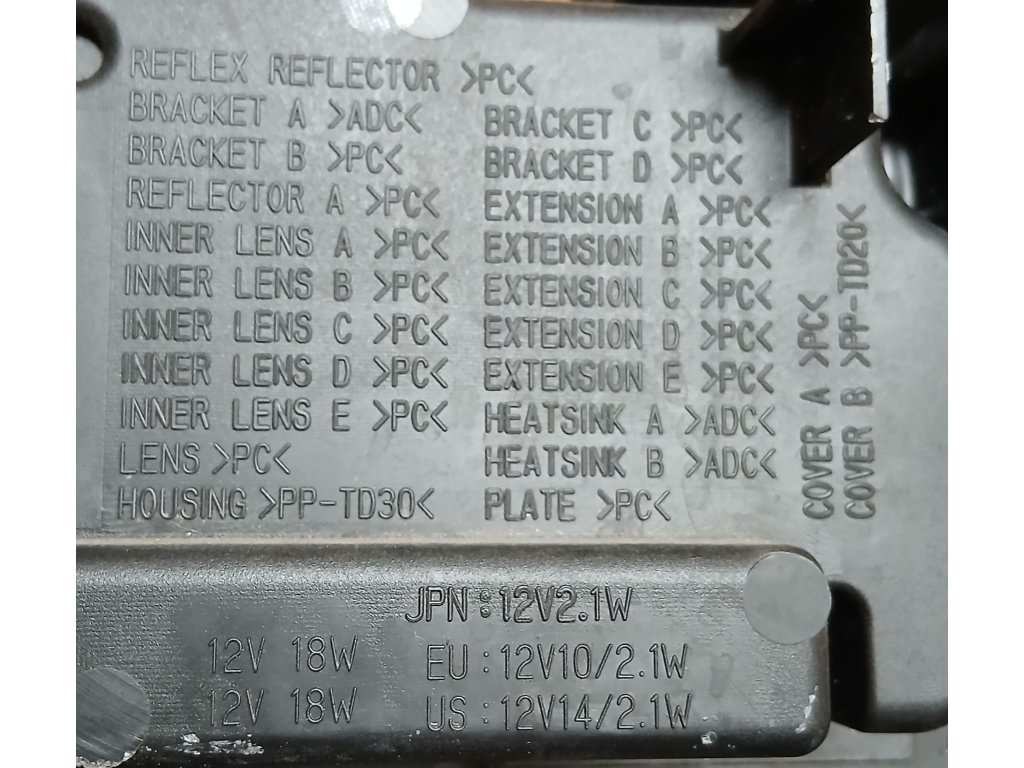 REFLEX REFLECTOR >PC<
BRACKET A >ADC<
BRACKET B >PC<
REFLECTOR A >PC<
INNER LENS A >PC<
INNER LENS B >PC<
INNER LENS C >PC<
INNER LENS D >PC<
INNER LENS E >PC<
LENS >PC<
HOUSING >PP-TD30<
BRACKET C >PC<
BRACKET D >PC<
EXTENSION A >PC<
EXTENSION B >PC<
EXTENSION C >PC<
EXTENSION D >PC<
EXTENSION E >PC<
HEATSINK A >ADC<
HEATSINK B >ADC<
PLATE >PC<
COVER A >PC<
COVER B >PP-TD20<
JPN:12V2.1W
12V 18W
EU:12V10/2.1W
12V 18W
US:12V14/2.1W